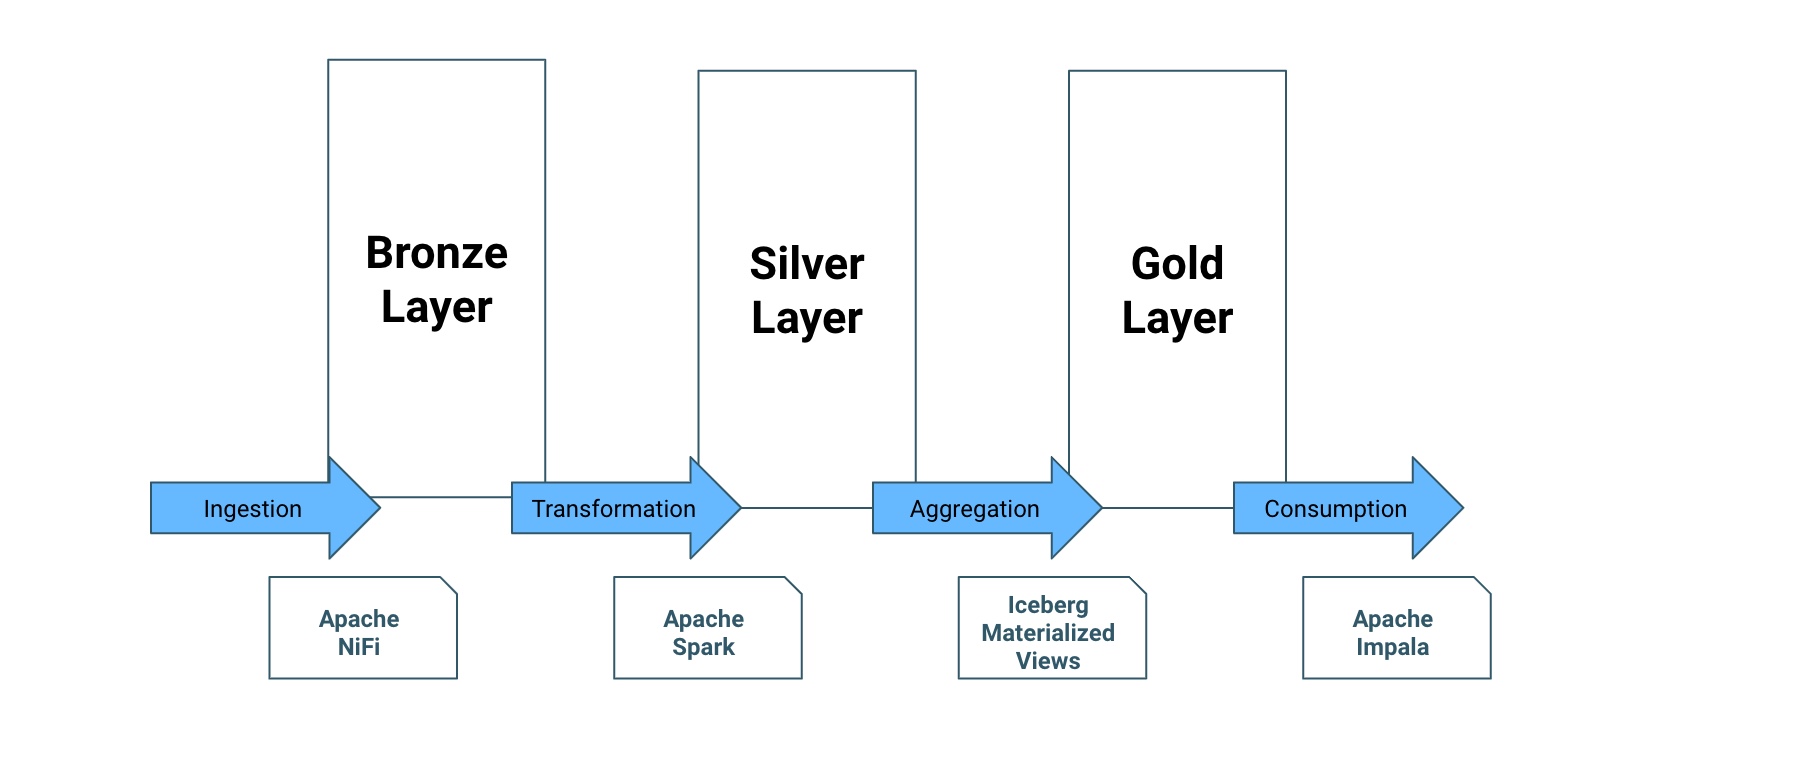 Bronze
Layer
Silver
Layer
Gold
Layer
Ingestion
Transformation
Aggregation
Consumption
Apache
NiFi
Apache
Spark
Iceberg
Materialized
Views
Apache
Impala